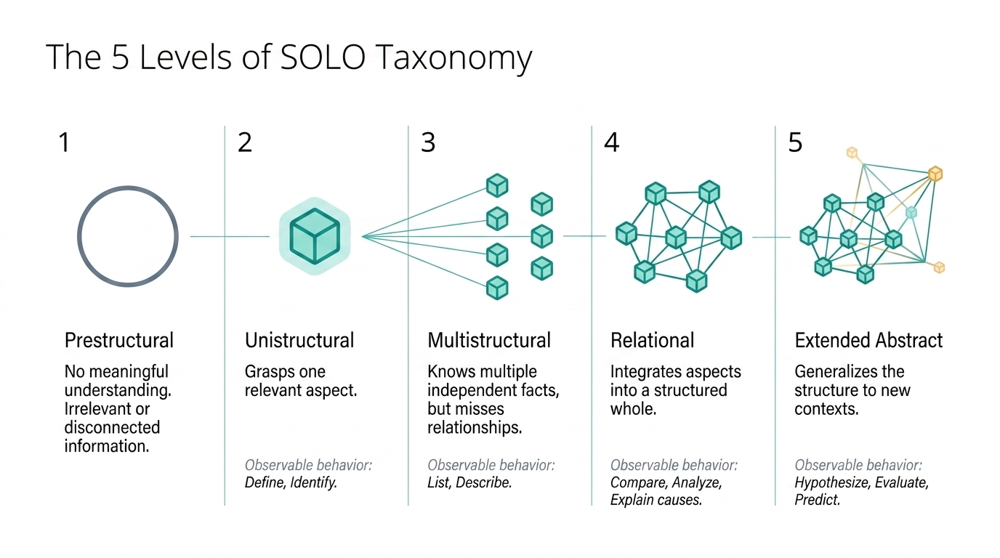 The 5 Levels of SOLO Taxonomy
1
Prestructural
No meaningful
understanding.
Irrelevant or
disconnected
information.
2
Unistructural
Grasps one
relevant aspect.
Observable behavior:
Define, Identify.
3
Multistructural
Knows multiple
independent facts,
but misses
relationships.
Observable behavior:
List, Describe.
4
Relational
Integrates aspects
into a structured
whole.
Observable behavior:
Compare, Analyze,
Explain causes.
5
Extended Abstract
Generalizes the
structure to new
contexts.
Observable behavior:
Hypothesize, Evaluate,
Predict.